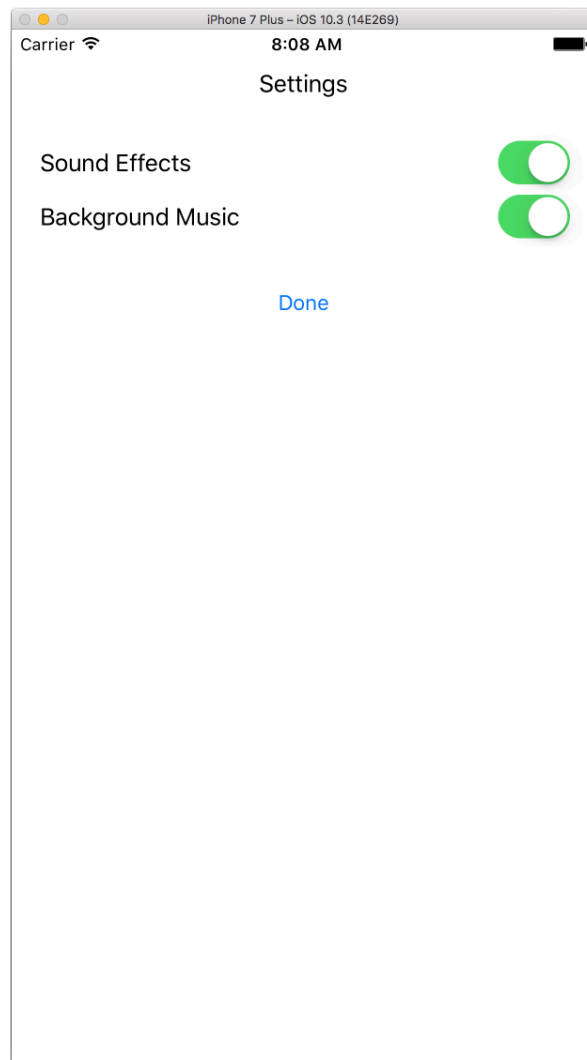 iPhone 7 Plus – iOS 10.3 (14E269)
Carrier 8:08 AM
Settings
Sound Effects
Background Music
Done